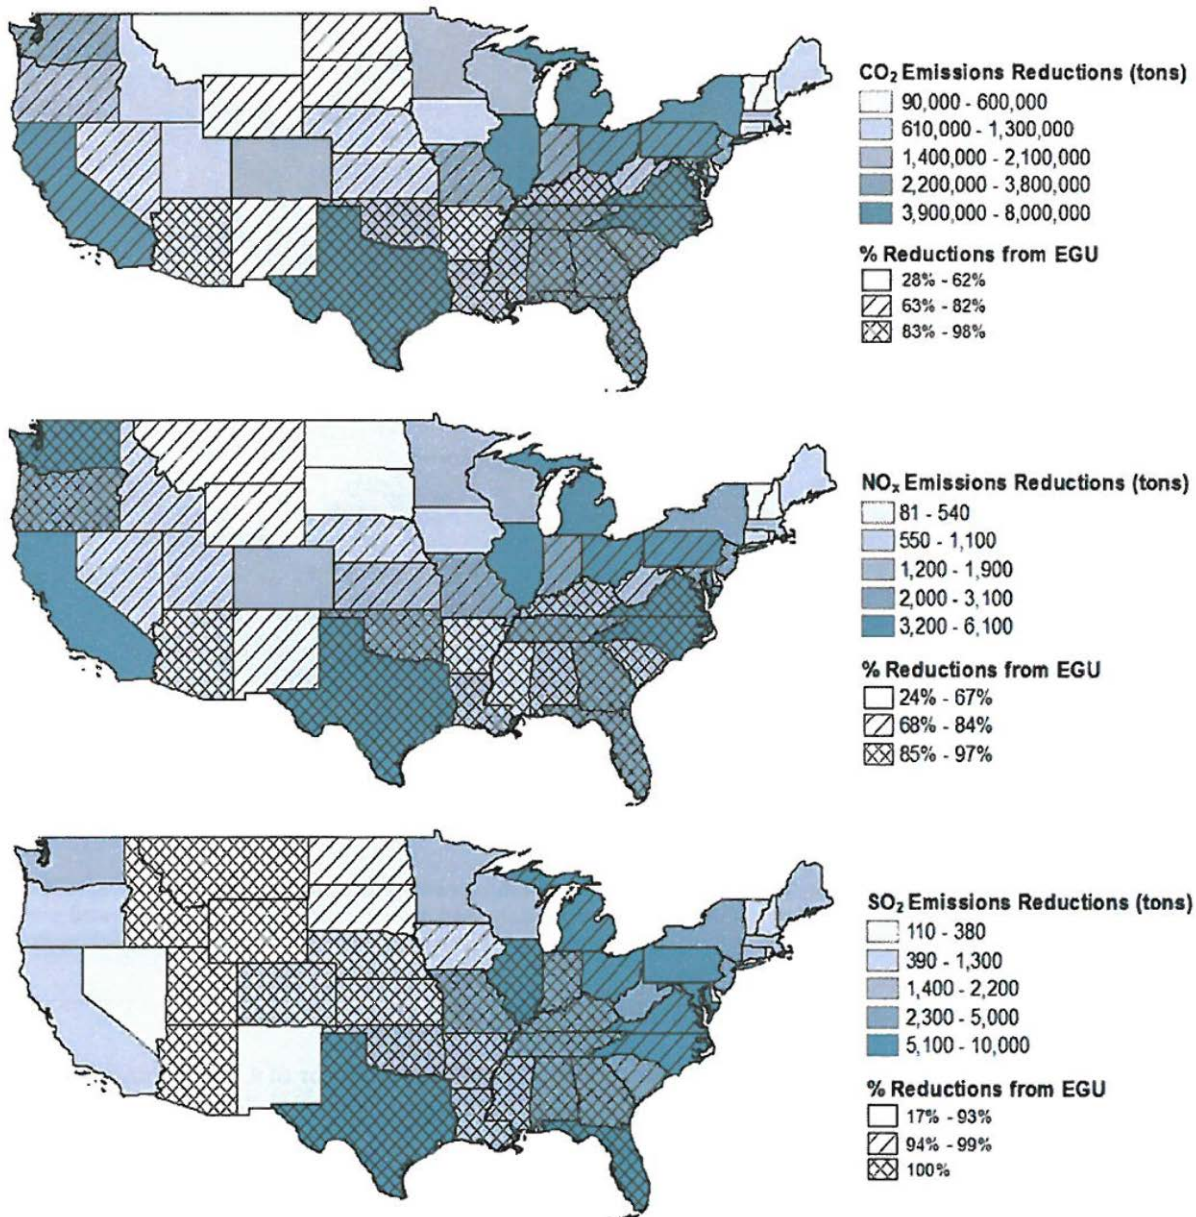 CO₂ Emissions Reductions (tons)
90,000 - 600,000
610,000 - 1,300,000
1,400,000 - 2,100,000
2,200,000 - 3,800,000
3,900,000 - 8,000,000
% Reductions from EGU
28% - 62%
63% - 82%
83% - 98%
NOₓ Emissions Reductions (tons)
81 - 540
550 - 1,100
1,200 - 1,900
2,000 - 3,100
3,200 - 6,100
% Reductions from EGU
24% - 67%
68% - 84%
85% - 97%
SO₂ Emissions Reductions (tons)
110 - 380
390 - 1,300
1,400 - 2,200
2,300 - 5,000
5,100 - 10,000
% Reductions from EGU
17% - 93%
94% - 99%
100%